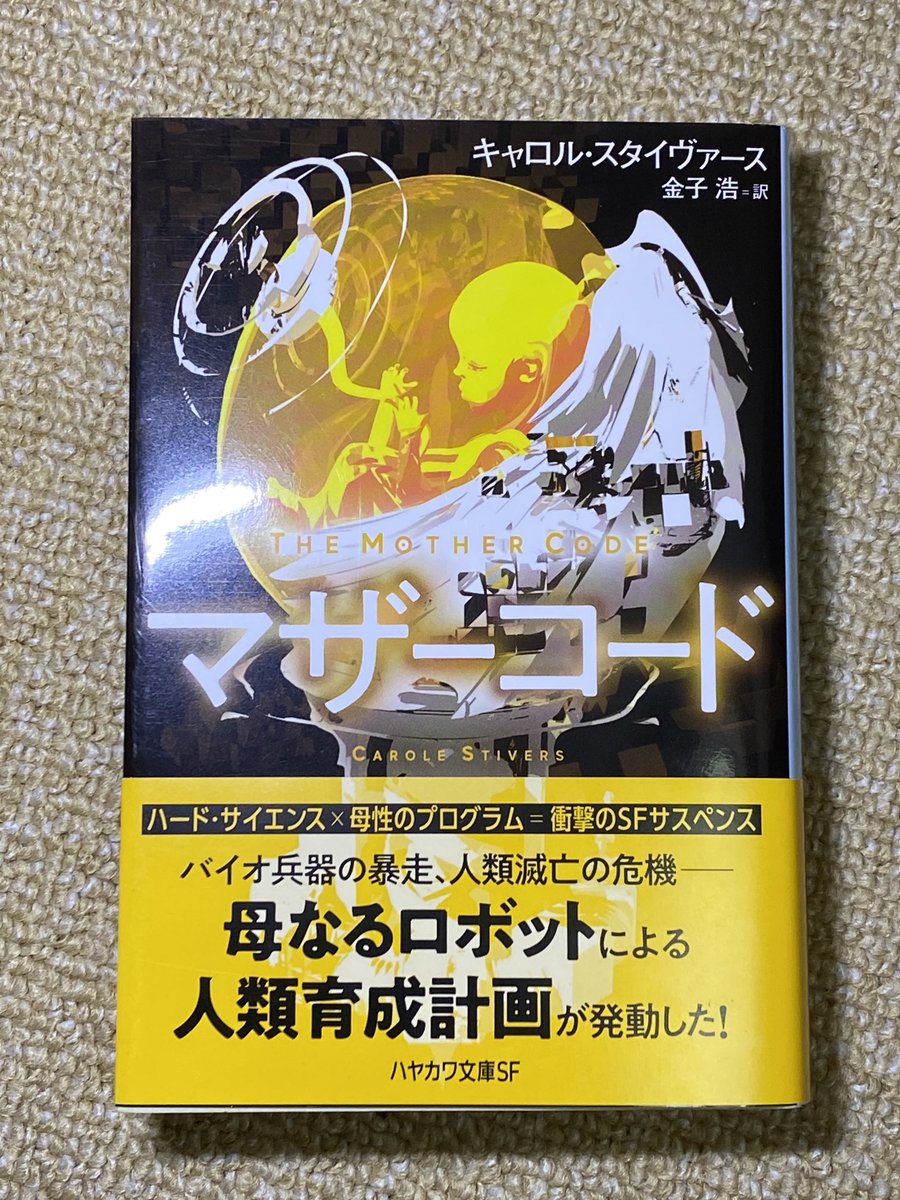 キャロル・スタイヴァース
金子 浩=訳
THE MOTHER CODE
マザーコード
CAROLE STIVERS
ハード・サイエンス×母性のプログラム=衝撃のSFサスペンス
バイオ兵器の暴走、人類滅亡の危機——
母なるロボットによる
人類育成計画が発動した!
ハヤカワ文庫SF